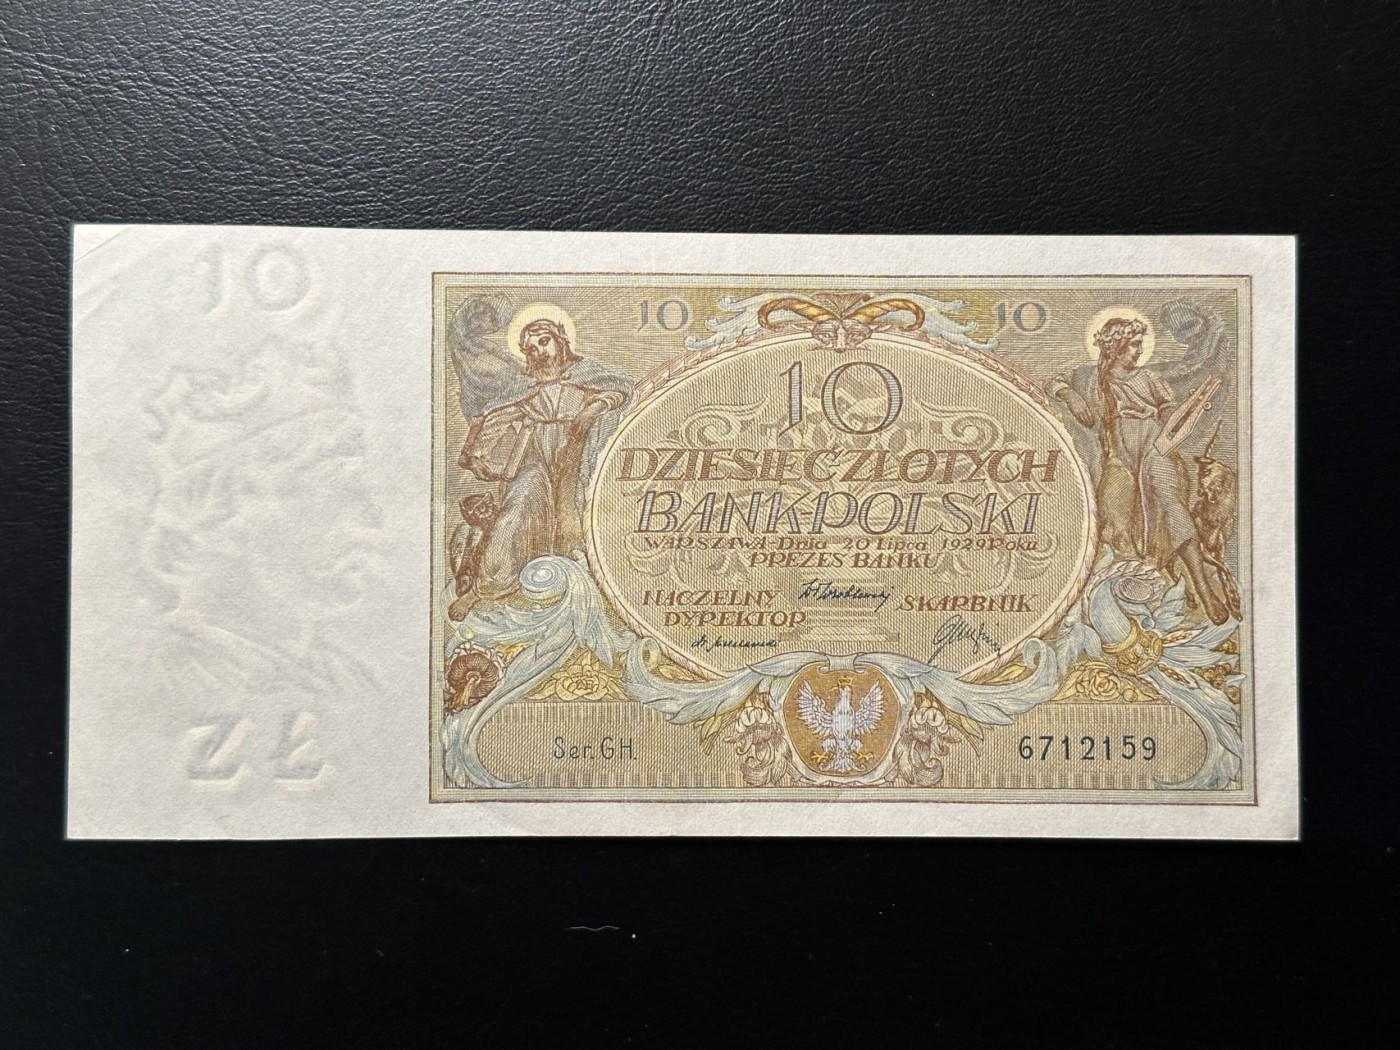 10
10 10
10
DZIESIĘĆ-ZŁOTYCH
BANK-POLSKI
WARSZAWA-Dnia 20 Lipca 1929 Roku
PREZES BANKU
NACZELNY SKARBNIK
DYREKTOR
Ser. GH. 6712159